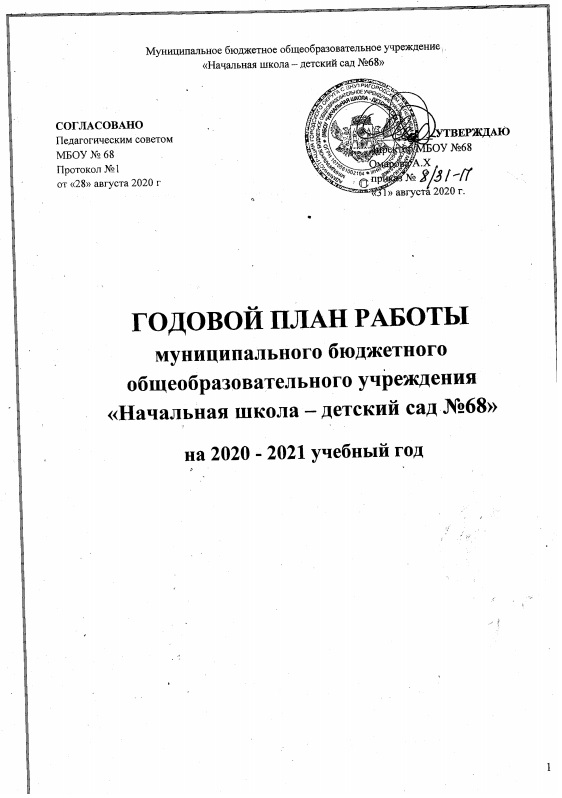 Муниципальное бюджетное общеобразовательное учреждение
«Начальная школа – детский сад №68»
СОГЛАСОВАНО
Педагогическим советом
МБОУ № 68
Протокол №1
от «28» августа 2020 г
УТВЕРЖДАЮ
директор МБОУ №68
Омарова А.Х
приказ № 8/31-П
«31» августа 2020 г.
ГОДОВОЙ ПЛАН РАБОТЫ
муниципального бюджетного
общеобразовательного учреждения
«Начальная школа – детский сад №68»
на 2020 - 2021 учебный год
1